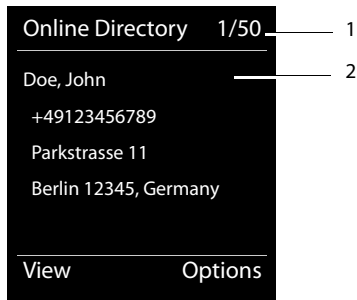 Online Directory 1/50 1
Doe, John 2
+49123456789
Parkstrasse 11
Berlin 12345, Germany
View Options